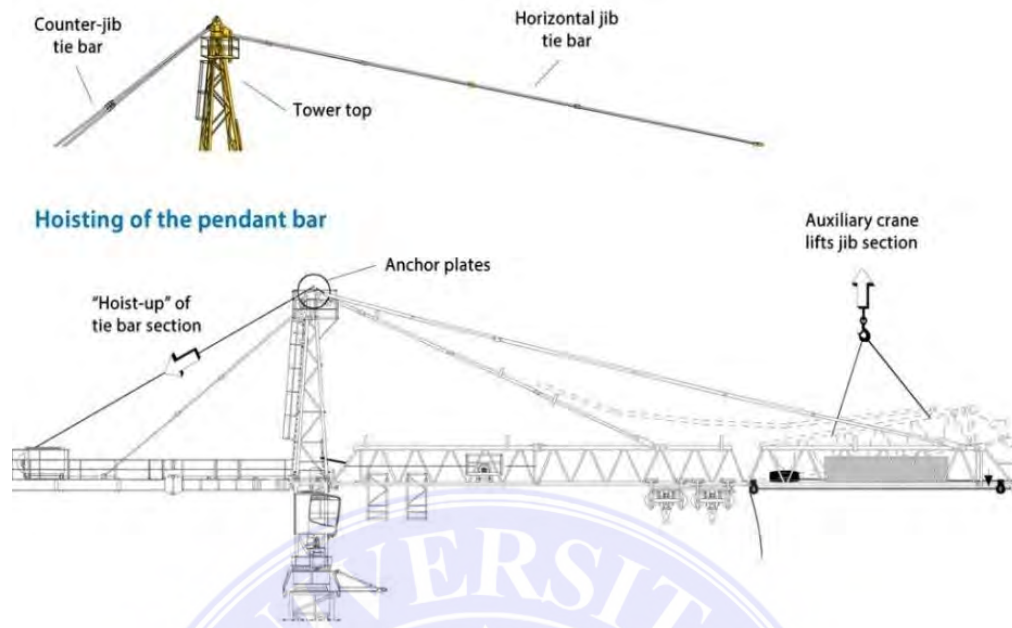 Counter-jib
tie bar
Horizontal jib
tie bar
Tower top
Hoisting of the pendant bar
Auxiliary crane
lifts jib section
Anchor plates
"Hoist-up" of
tie bar section
VERSIT